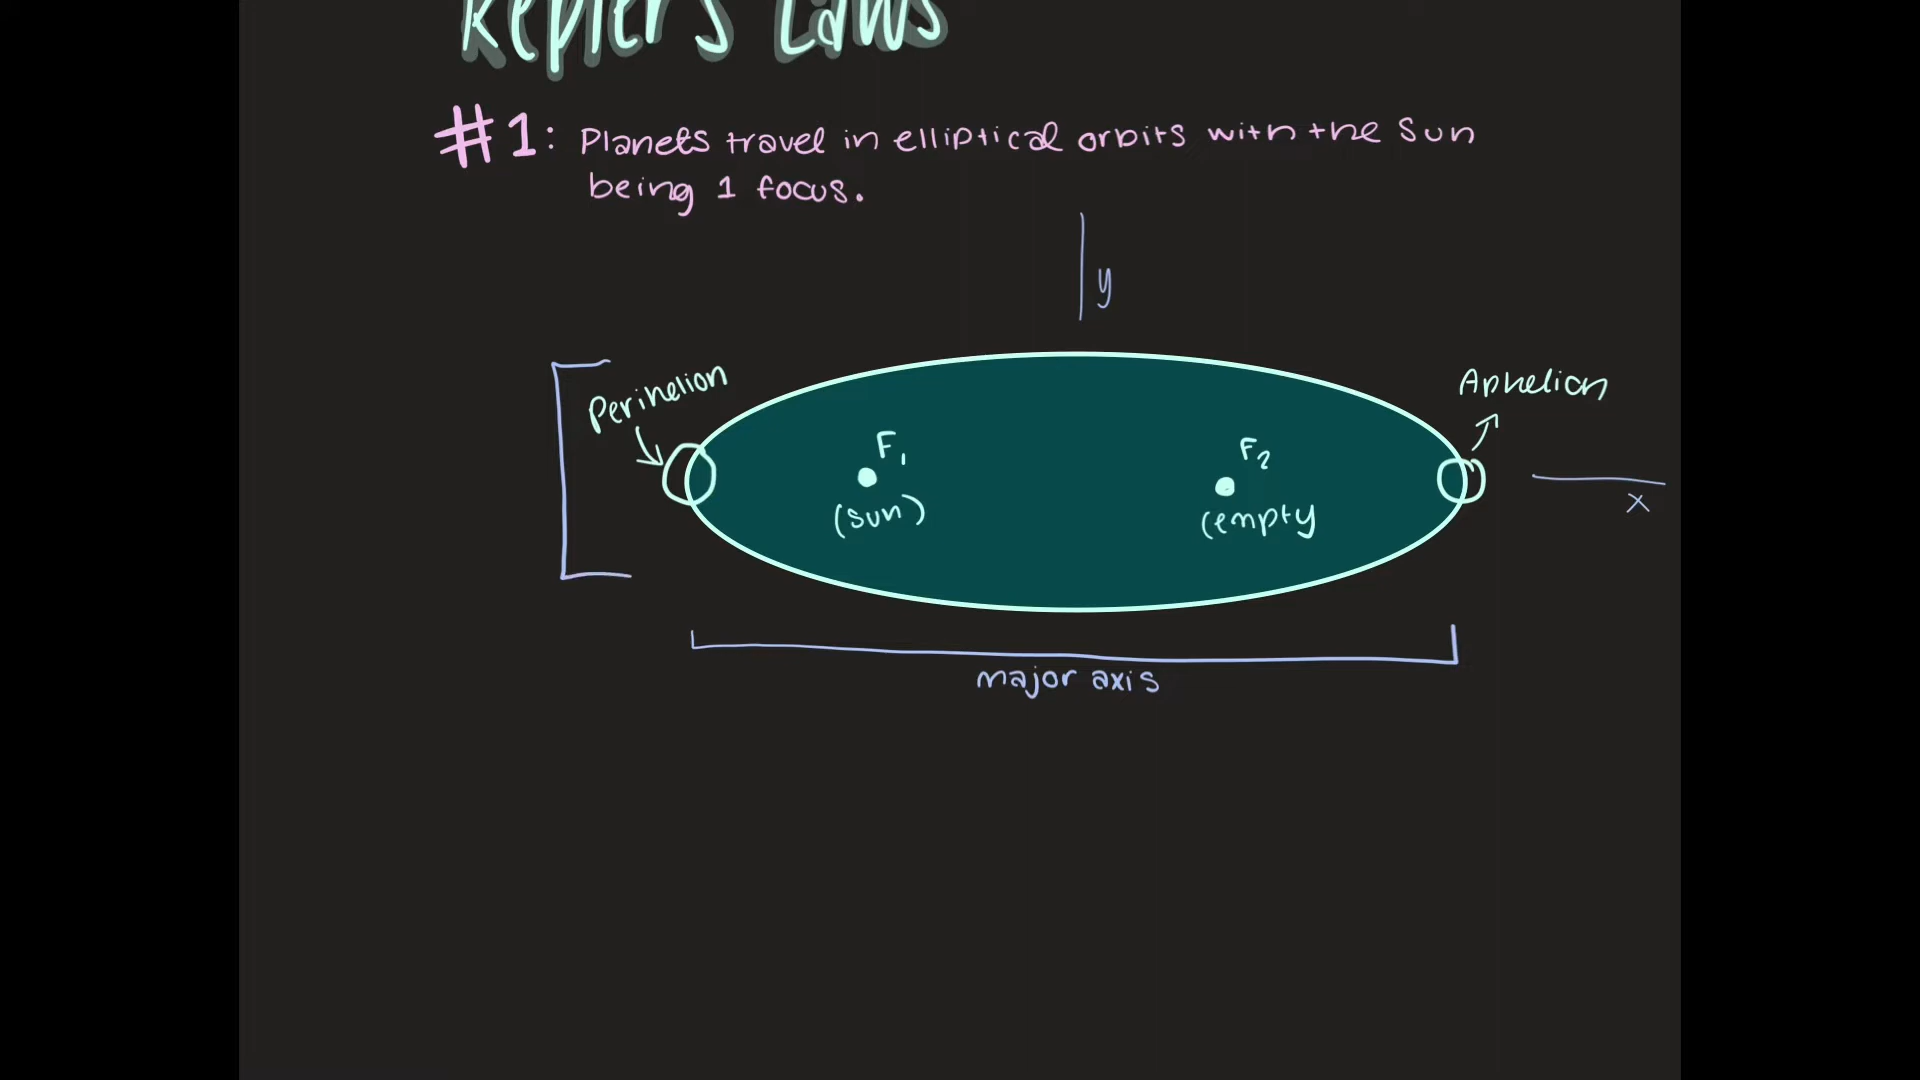 Kepler's Laws
#1: Planets travel in elliptical orbits with the Sun
being 1 focus.
y
Perihelion
Aphelion
F1
(sun)
F2
(empty
x
major axis